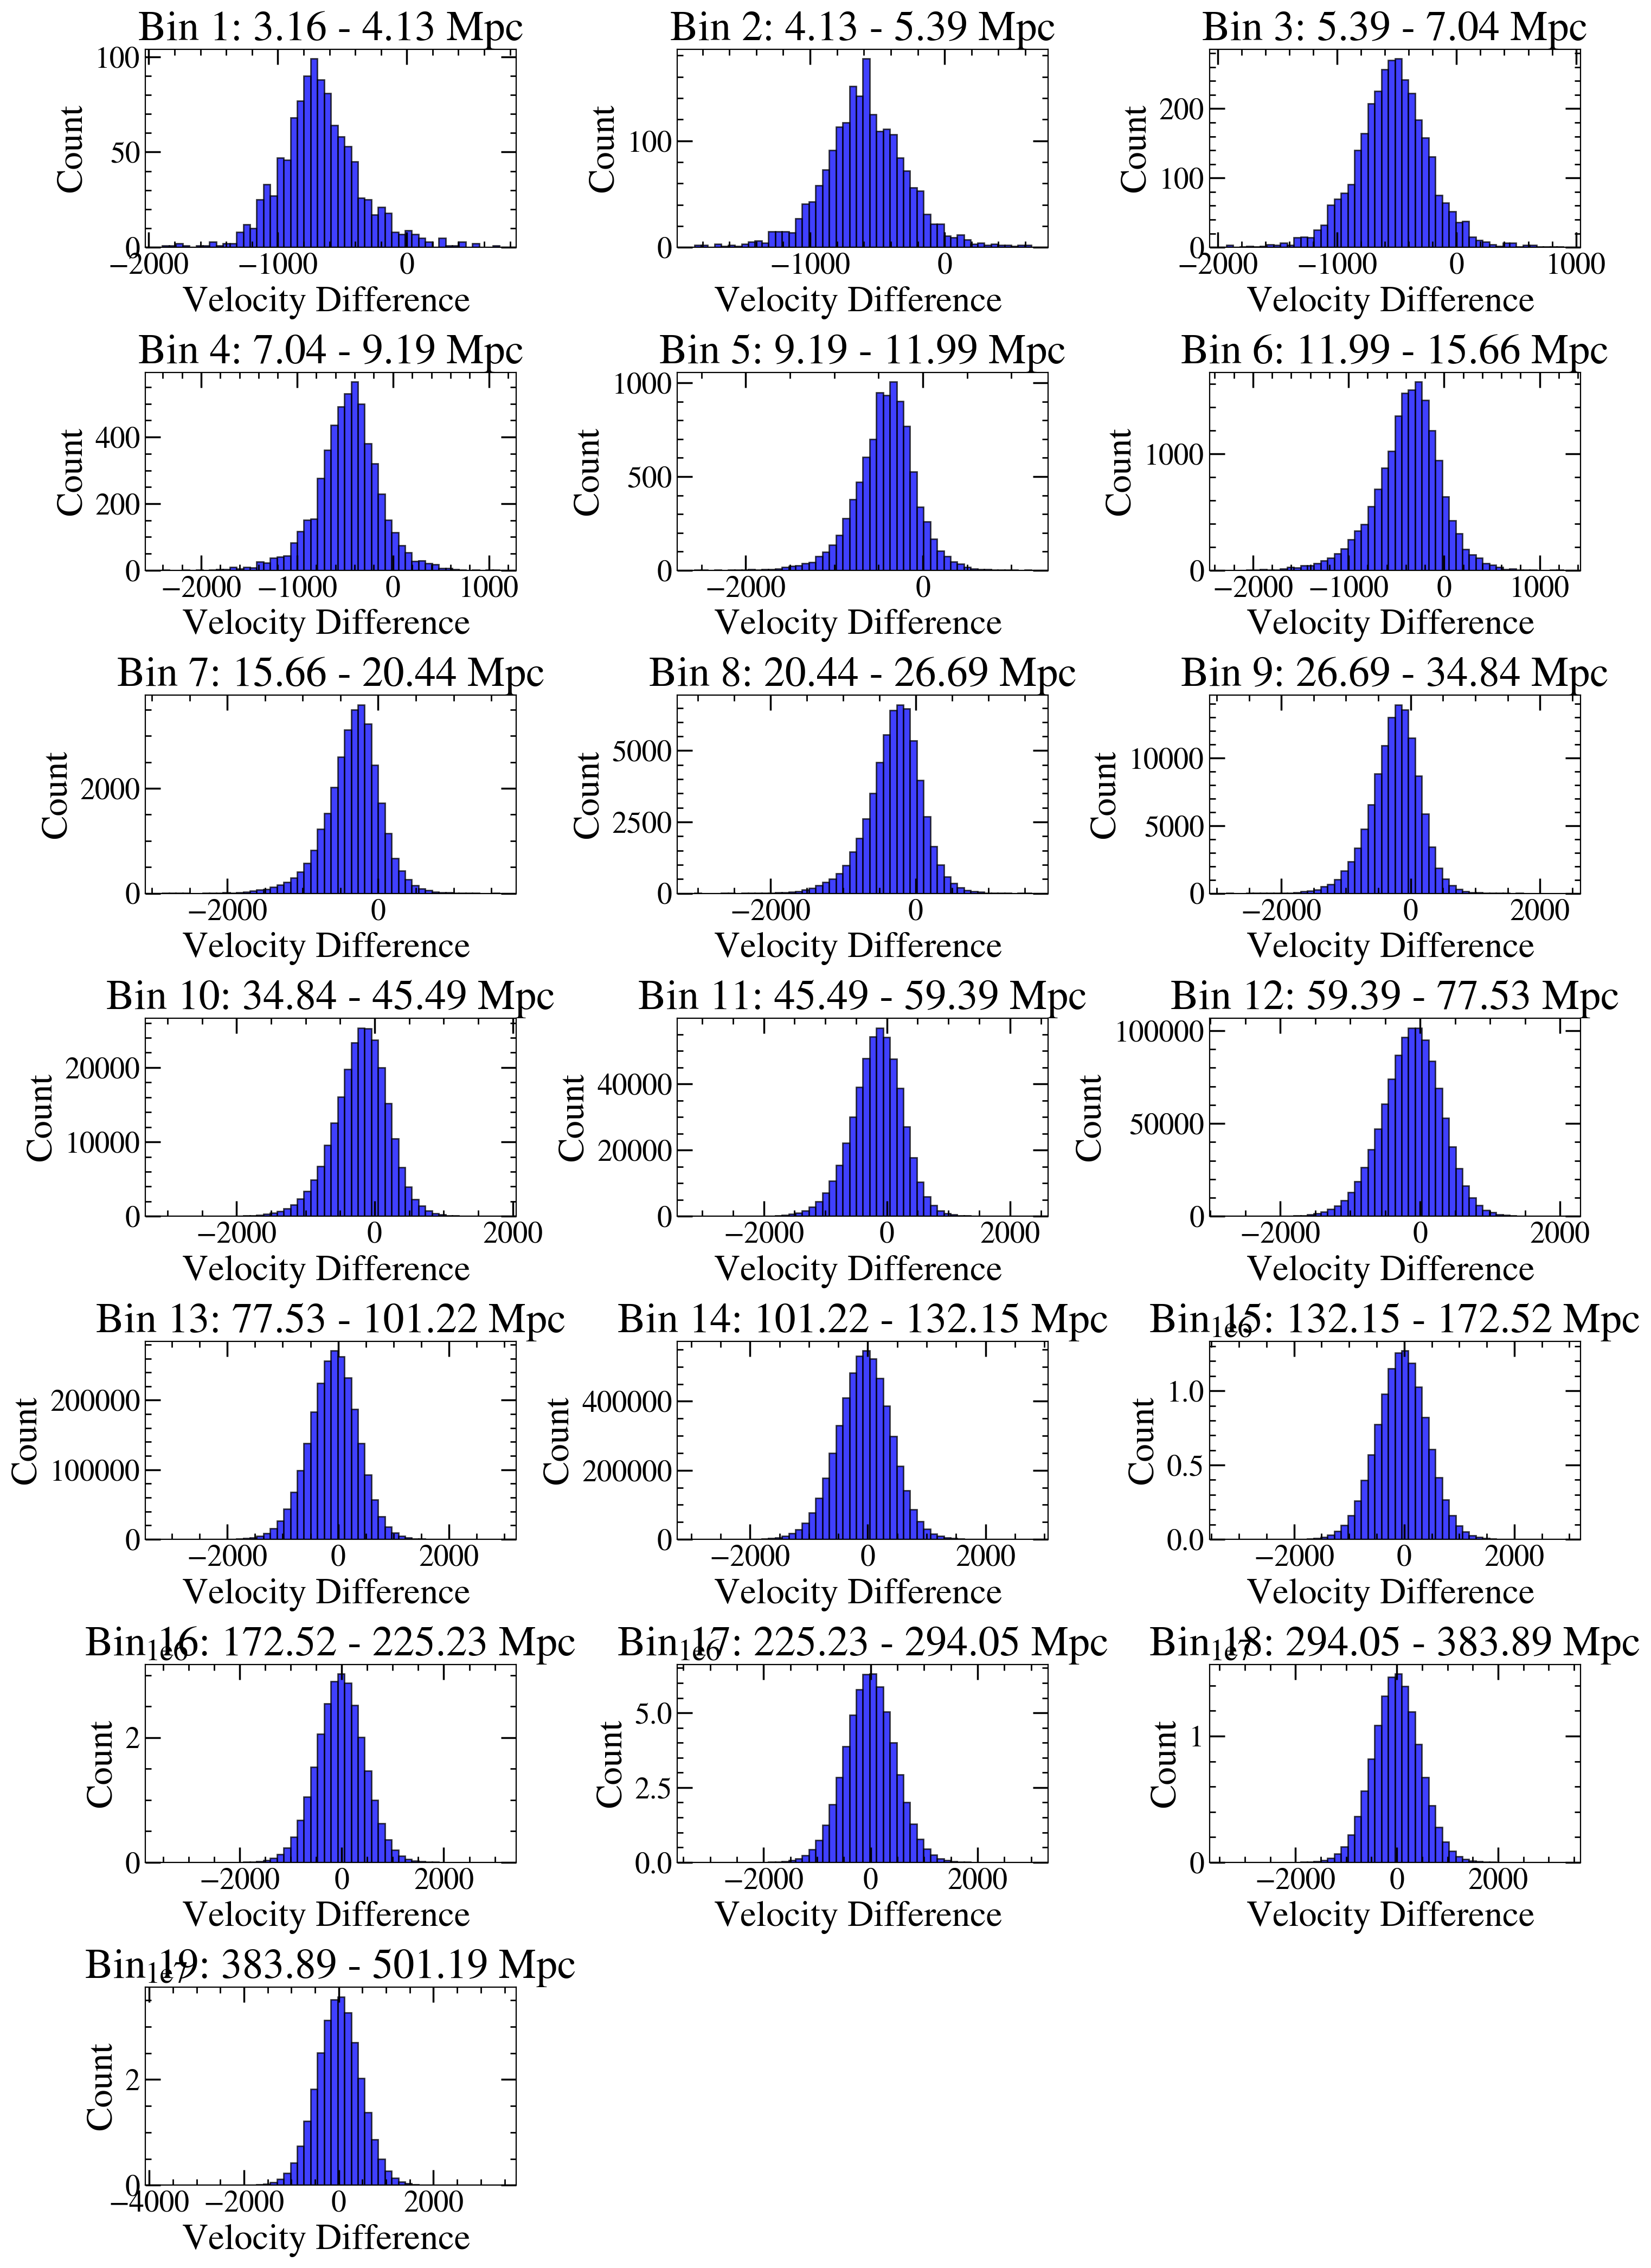 Bin 1: 3.16 - 4.13 Mpc
Count
100
50
0
−2000 −1000 0
Velocity Difference
Bin 2: 4.13 - 5.39 Mpc
Count
100
0
−1000 0
Velocity Difference
Bin 3: 5.39 - 7.04 Mpc
Count
200
100
0
−2000 −1000 0 1000
Velocity Difference
Bin 4: 7.04 - 9.19 Mpc
Count
400
200
0
−2000 −1000 0 1000
Velocity Difference
Bin 5: 9.19 - 11.99 Mpc
Count
1000
500
0
−2000 0
Velocity Difference
Bin 6: 11.99 - 15.66 Mpc
Count
1000
0
−2000 −1000 0 1000
Velocity Difference
Bin 7: 15.66 - 20.44 Mpc
Count
2000
0
−2000 0
Velocity Difference
Bin 8: 20.44 - 26.69 Mpc
Count
5000
2500
0
−2000 0
Velocity Difference
Bin 9: 26.69 - 34.84 Mpc
Count
10000
5000
0
−2000 0 2000
Velocity Difference
Bin 10: 34.84 - 45.49 Mpc
Count
20000
10000
0
−2000 0 2000
Velocity Difference
Bin 11: 45.49 - 59.39 Mpc
Count
40000
20000
0
−2000 0 2000
Velocity Difference
Bin 12: 59.39 - 77.53 Mpc
Count
100000
50000
0
−2000 0 2000
Velocity Difference
Bin 13: 77.53 - 101.22 Mpc
Count
200000
100000
0
−2000 0 2000
Velocity Difference
Bin 14: 101.22 - 132.15 Mpc
Count
400000
200000
0
−2000 0 2000
Velocity Difference
Bin 15: 132.15 - 172.52 Mpc
1e6
Count
1.0
0.5
0.0
−2000 0 2000
Velocity Difference
Bin 16: 172.52 - 225.23 Mpc
1e6
Count
2
0
−2000 0 2000
Velocity Difference
Bin 17: 225.23 - 294.05 Mpc
1e6
Count
5.0
2.5
0.0
−2000 0 2000
Velocity Difference
Bin 18: 294.05 - 383.89 Mpc
1e7
Count
1
0
−2000 0 2000
Velocity Difference
Bin 19: 383.89 - 501.19 Mpc
1e7
Count
2
0
−4000 −2000 0 2000
Velocity Difference